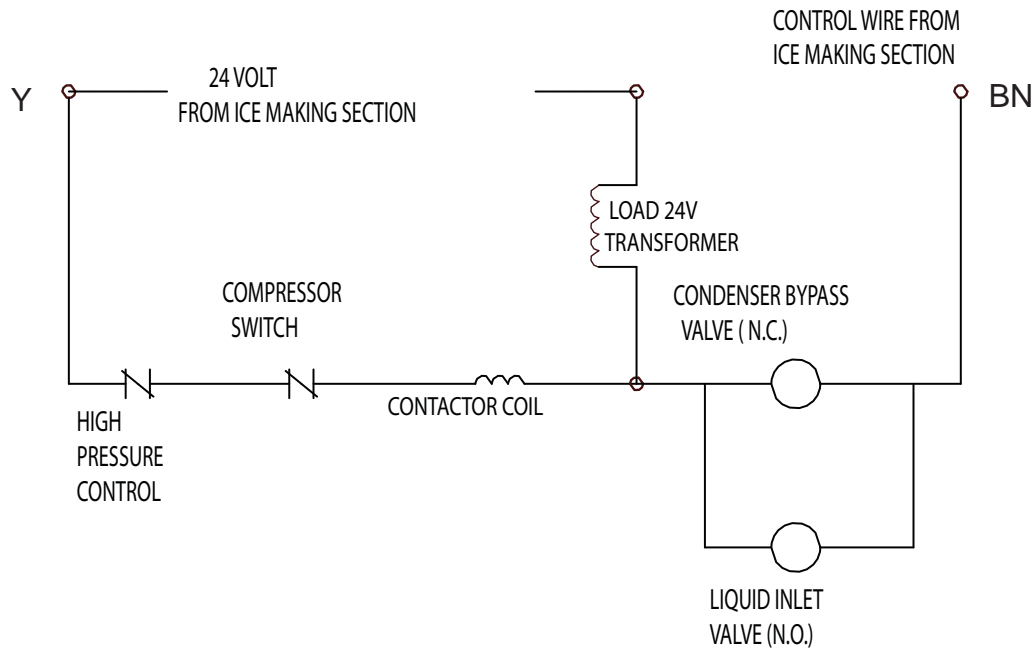 CONTROL WIRE FROM
ICE MAKING SECTION
Y
24 VOLT
FROM ICE MAKING SECTION
BN
LOAD 24V
TRANSFORMER
COMPRESSOR
SWITCH
CONDENSER BYPASS
VALVE ( N.C.)
HIGH
PRESSURE
CONTROL
CONTACTOR COIL
LIQUID INLET
VALVE (N.O.)